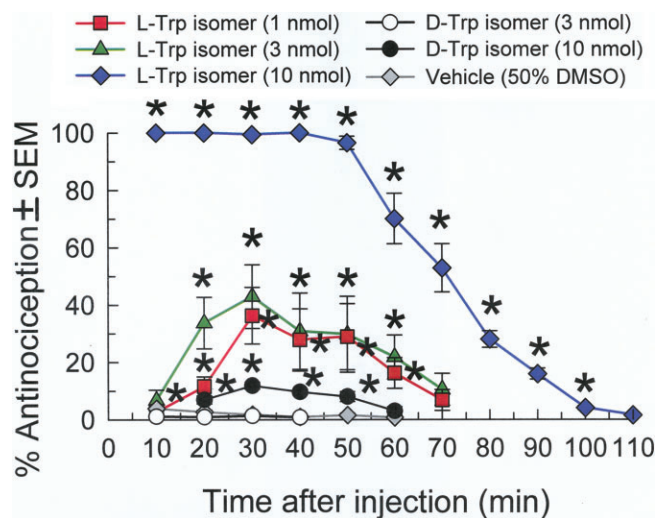 L-Trp isomer (1 nmol) D-Trp isomer (3 nmol)
L-Trp isomer (3 nmol) D-Trp isomer (10 nmol)
L-Trp isomer (10 nmol) Vehicle (50% DMSO)
% Antinociception ± SEM
100
80
60
40
20
0
0 10 20 30 40 50 60 70 80 90 100 110
Time after injection (min)